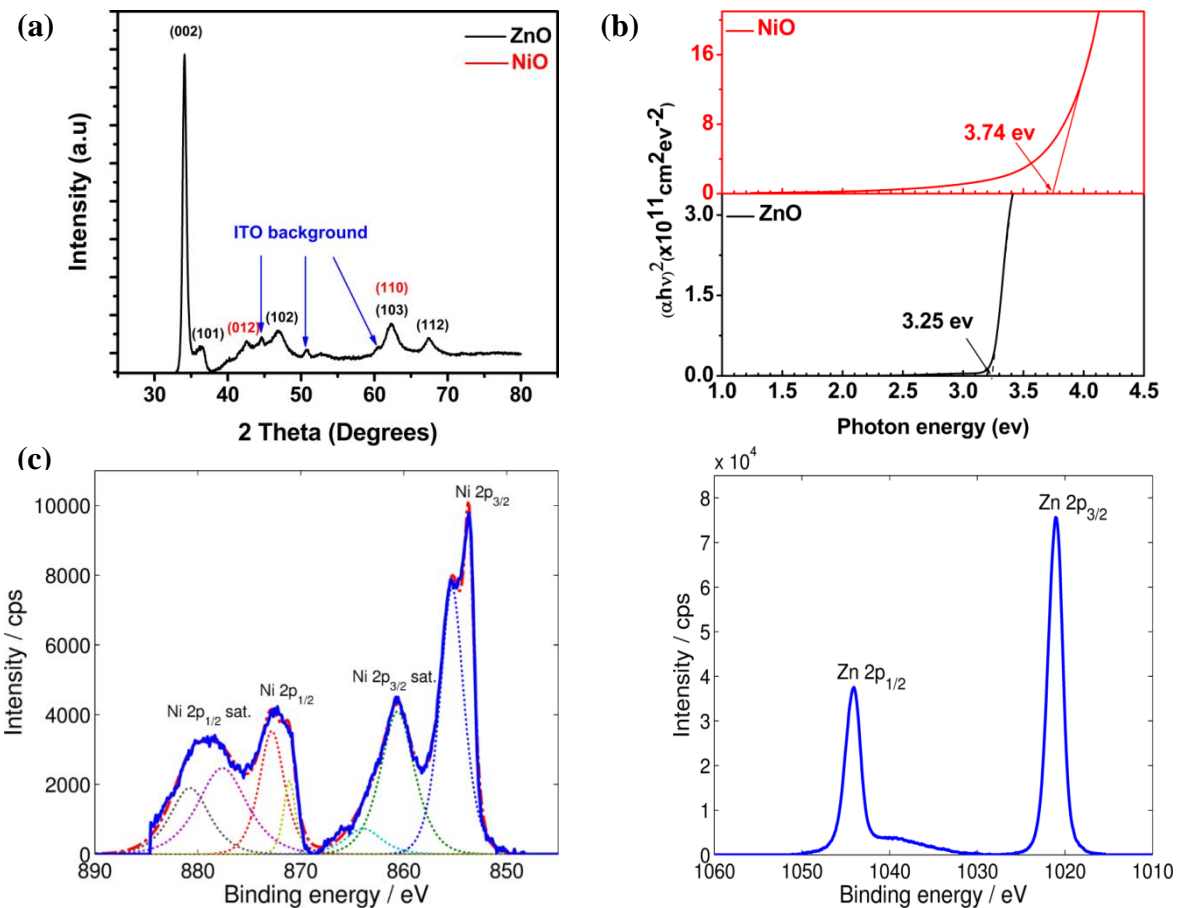 (a)
(002)
ZnO
NiO
ITO background
(110)
(101)
(012)
(102)
(103)
(112)
Intensity (a.u)
30 40 50 60 70 80
2 Theta (Degrees)
(b)
NiO
16
8
0
3.74 ev
(αhν)²(x10¹¹cm²ev⁻²)
ZnO
3.0
1.5
0.0
3.25 ev
1.0 1.5 2.0 2.5 3.0 3.5 4.0 4.5
Photon energy (ev)
(c)
Ni 2p₃/₂
Ni 2p₃/₂ sat.
Ni 2p₁/₂
Ni 2p₁/₂ sat.
10000
8000
6000
4000
2000
0
Intensity / cps
890 880 870 860 850
Binding energy / eV
x 10⁴
Zn 2p₃/₂
Zn 2p₁/₂
8
7
6
5
4
3
2
1
0
Intensity / cps
1060 1050 1040 1030 1020 1010
Binding energy / eV